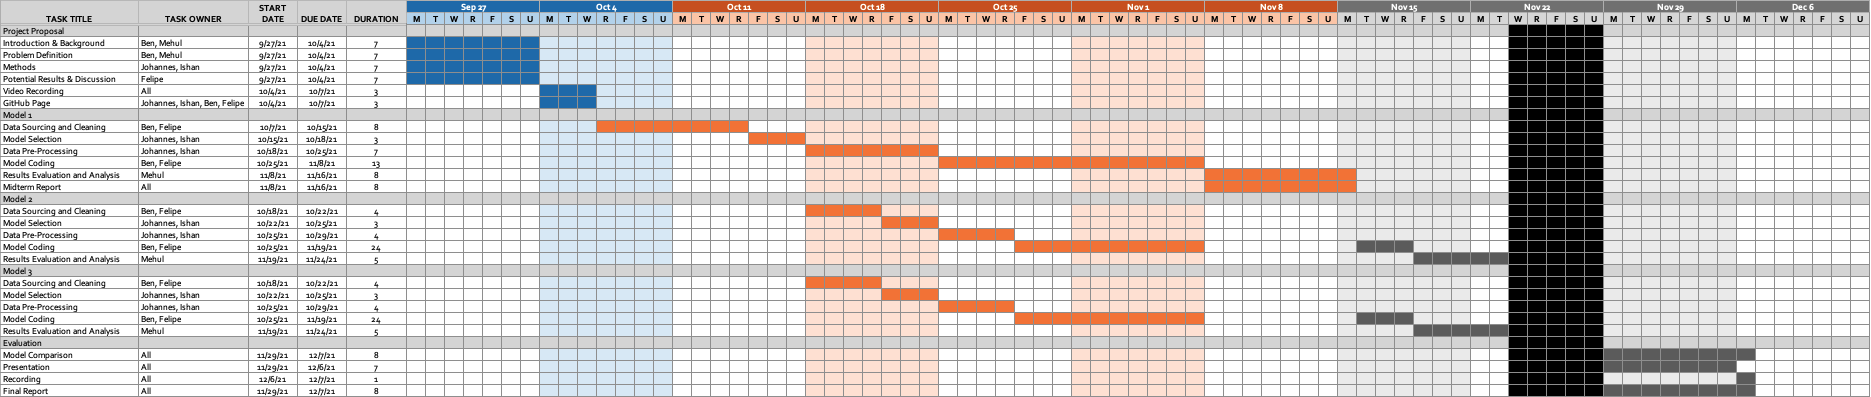 TASK TITLE TASK OWNER START DATE DUE DATE DURATION Sep 27 Oct 4 Oct 11 Oct 18 Oct 25 Nov 1 Nov 8 Nov 15 Nov 22 Nov 29 Dec 6
M T W R F S U M T W R F S U M T W R F S U M T W R F S U M T W R F S U M T W R F S U M T W R F S U M T W R F S U M T W R F S U M T W R F S U M T W R F S U
Project Proposal
Introduction & Background Ben, Mehul 9/27/21 10/4/21 7
Problem Definition Ben, Mehul 9/27/21 10/4/21 7
Methods Johannes, Ishan 9/27/21 10/4/21 7
Potential Results & Discussion Felipe 9/27/21 10/4/21 7
Video Recording All 10/4/21 10/7/21 3
GitHub Page Johannes, Ishan, Ben, Felipe 10/4/21 10/7/21 3
Model 1
Data Sourcing and Cleaning Ben, Felipe 10/7/21 10/15/21 8
Model Selection Johannes, Ishan 10/15/21 10/18/21 3
Data Pre-Processing Johannes, Ishan 10/18/21 10/25/21 7
Model Coding Ben, Felipe 10/25/21 11/8/21 13
Results Evaluation and Analysis Mehul 11/8/21 11/16/21 8
Midterm Report All 11/8/21 11/16/21 8
Model 2
Data Sourcing and Cleaning Ben, Felipe 10/18/21 10/22/21 4
Model Selection Johannes, Ishan 10/22/21 10/25/21 3
Data Pre-Processing Johannes, Ishan 10/25/21 10/29/21 4
Model Coding Ben, Felipe 10/25/21 11/19/21 24
Results Evaluation and Analysis Mehul 11/19/21 11/24/21 5
Model 3
Data Sourcing and Cleaning Ben, Felipe 10/18/21 10/22/21 4
Model Selection Johannes, Ishan 10/22/21 10/25/21 3
Data Pre-Processing Johannes, Ishan 10/25/21 10/29/21 4
Model Coding Ben, Felipe 10/25/21 11/19/21 24
Results Evaluation and Analysis Mehul 11/19/21 11/24/21 5
Evaluation
Model Comparison All 11/29/21 12/7/21 8
Presentation All 11/29/21 12/6/21 7
Recording All 12/6/21 12/7/21 1
Final Report All 11/29/21 12/7/21 8